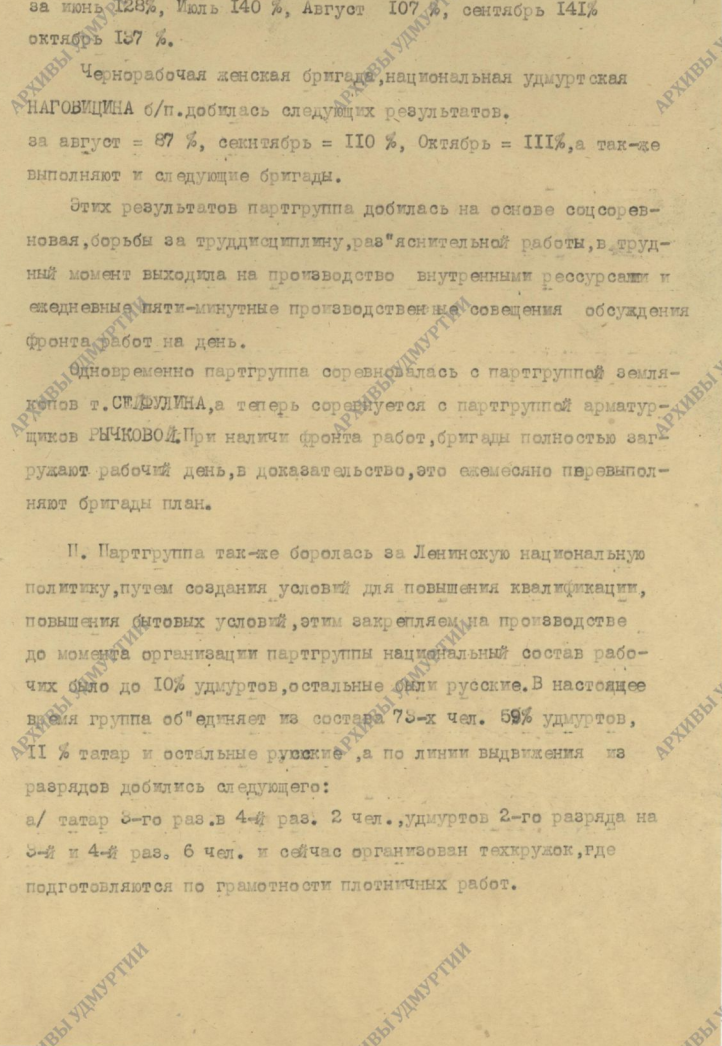 за июнь 128%, Июль 140 %, Август 107 %, сентябрь 141%
октябрь 137 %.
Чернорабочая женская бригада,национальная удмуртская
НАГОВИЦИНА б/п.добилась следующих результатов.
за август = 87 %, секнтябрь = IIO %, Октябрь = III%,а так-же
выполняют и следующие бригады.
Этих результатов партгруппа добилась на основе соцсорев-
новая,борьбы за труддисциплину,раз"яснительной работы,в труд-
ный момент выходила на производство внутренными рессурсами и
ежедневные пяти-минутные производственные совещения обсуждения
фронта работ на день.
Одновременно партгруппа соревновалась с партгруппой земля-
копов т. а теперь соревнуется с партгруппой арматур-
щиков РЫЧКОВОЙ.При наличи фронта работ,бригады полностью заг-
ружают рабочий день,в доказательство,это ежемесяно перевыпол-
няют бригады план.
П. Партгруппа так-же боролась за Ленинскую национальную
политику,путем создания условий для повышения квалификации,
повышения бытовых условий,этим закрепляем на производстве
до момента организации партгруппы национальный состав рабо-
чих было до IO% удмуртов,остальные были русские.В настоящее
время группа об"единяет из состава 73-х чел. 59% удмуртов,
II % татар и остальные русские ,а по линии выдвижения из
разрядов добились следующего:
а/ татар 3-го раз.в 4-й раз. 2 чел.,удмуртов 2-го разряда на
3-й и 4-й раз. 6 чел. и сейчас организован техкружок,где
подготовляются по грамотности плотничных работ.
АРХИВЫ УДМУРТИИ